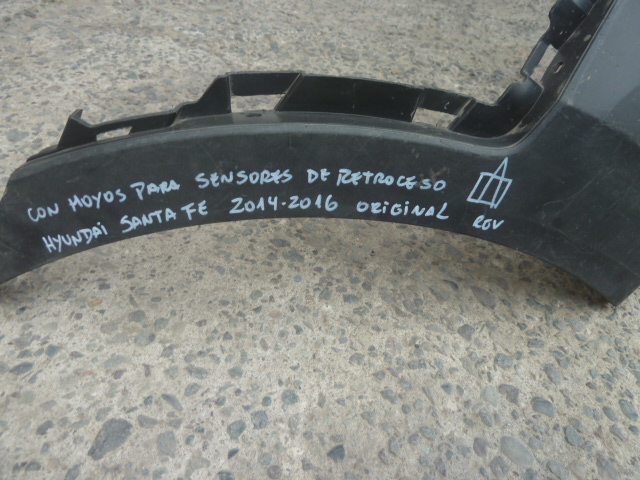 CON HOYOS PARA SENSORES DE RETROCESO
HYUNDAI SANTA FE 2014-2016 ORIGINAL ROV